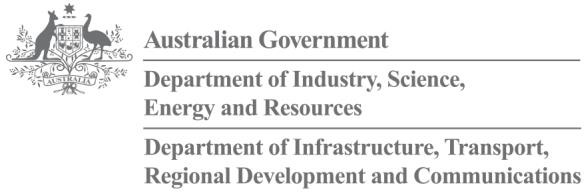 AUSTRALIA
Australian Government
Department of Industry, Science,
Energy and Resources
Department of Infrastructure, Transport,
Regional Development and Communications